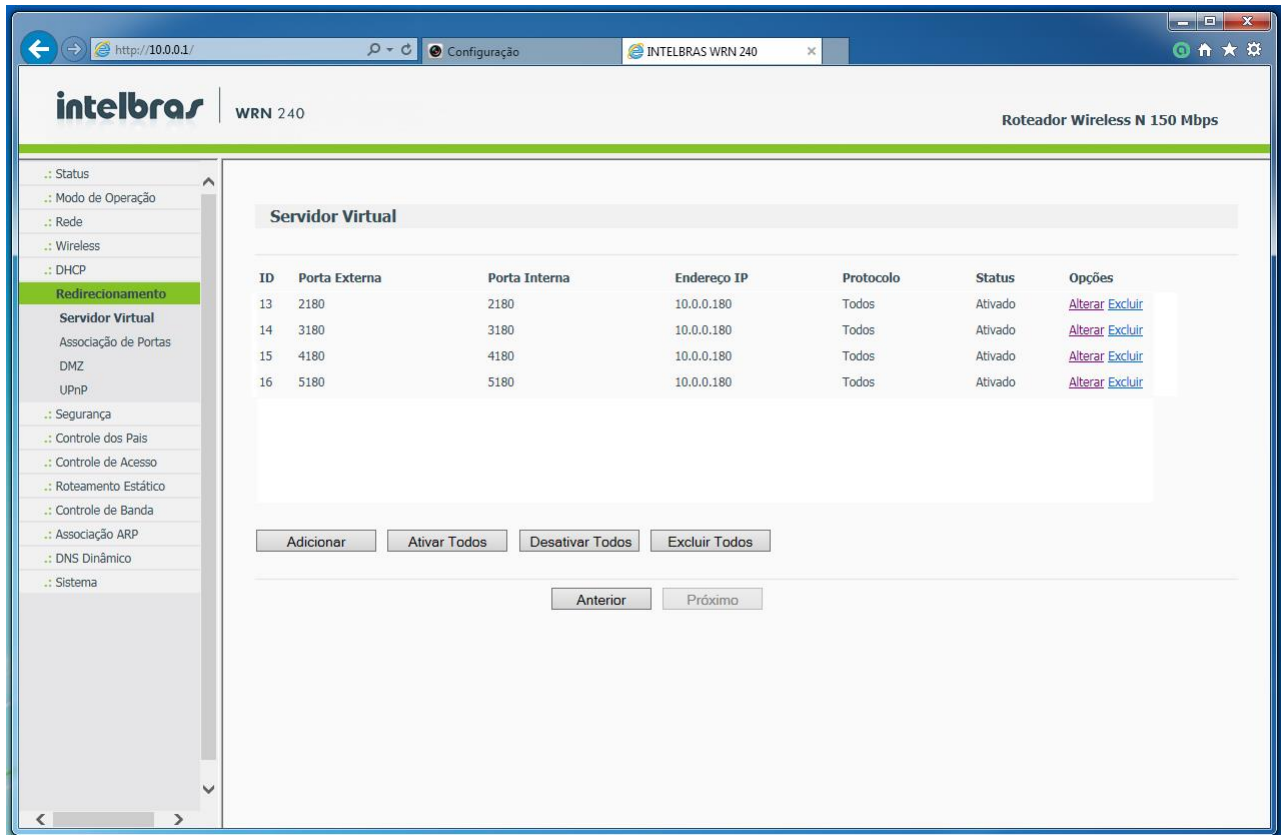 http://10.0.0.1/
Configuração
INTELBRAS WRN 240
intelbras
WRN 240
Roteador Wireless N 150 Mbps
.: Status
.: Modo de Operação
.: Rede
.: Wireless
.: DHCP
Redirecionamento
Servidor Virtual
Associação de Portas
DMZ
UPnP
.: Segurança
.: Controle dos Pais
.: Controle de Acesso
.: Roteamento Estático
.: Controle de Banda
.: Associação ARP
.: DNS Dinâmico
.: Sistema
Servidor Virtual
ID Porta Externa Porta Interna Endereço IP Protocolo Status Opções
13 2180 2180 10.0.0.180 Todos Ativado Alterar Excluir
14 3180 3180 10.0.0.180 Todos Ativado Alterar Excluir
15 4180 4180 10.0.0.180 Todos Ativado Alterar Excluir
16 5180 5180 10.0.0.180 Todos Ativado Alterar Excluir
Adicionar Ativar Todos Desativar Todos Excluir Todos
Anterior Próximo